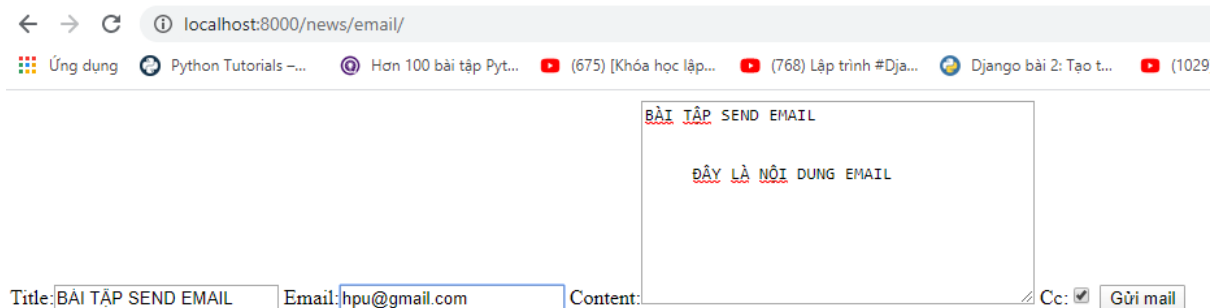 localhost:8000/news/email/
Ứng dụng Python Tutorials –... Hơn 100 bài tập Pyt... (675) [Khóa học lập... (768) Lập trình #Dja... Django bài 2: Tạo t... (1029
BÀI TẬP SEND EMAIL
ĐÂY LÀ NÔI DUNG EMAIL
Title: BÀI TẬP SEND EMAIL Email: hpu@gmail.com Content: Cc: Gửi mail